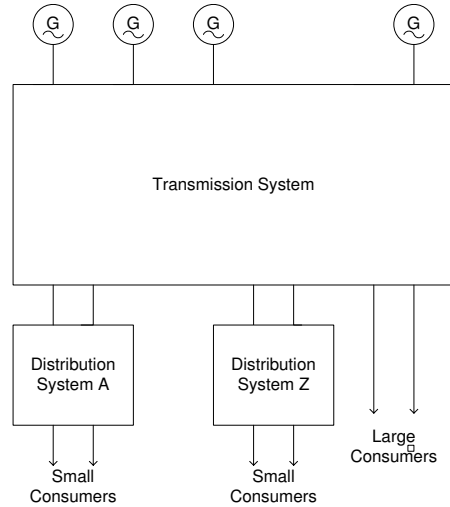 G G G G
Transmission System
Distribution
System A
Distribution
System Z
Large
Consumers
Small
Consumers
Small
Consumers